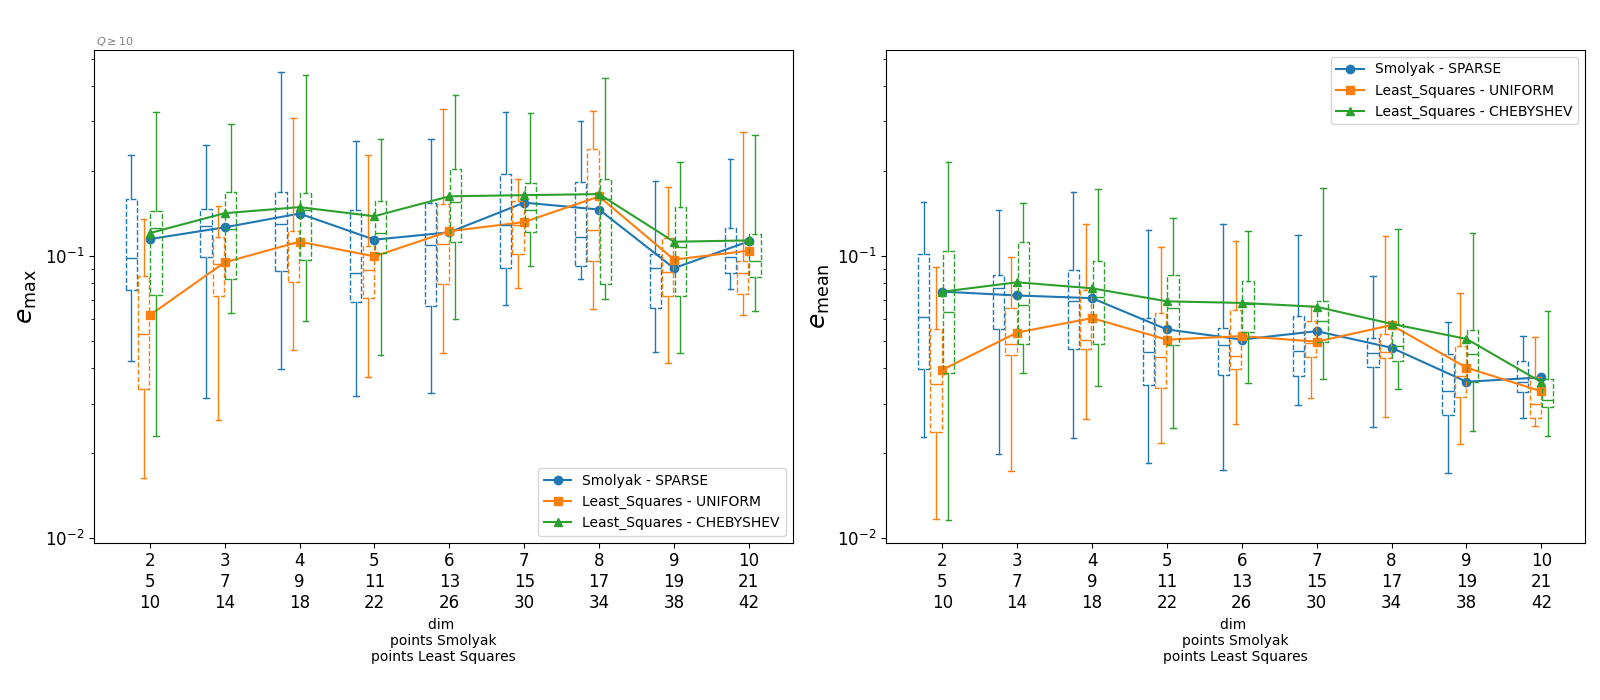 Q ≥ 10
e_max
10^-1
10^-2
Smolyak - SPARSE
Least_Squares - UNIFORM
Least_Squares - CHEBYSHEV
2 3 4 5 6 7 8 9 10
5 7 9 11 13 15 17 19 21
10 14 18 22 26 30 34 38 42
dim
points Smolyak
points Least Squares
e_mean
10^-1
10^-2
Smolyak - SPARSE
Least_Squares - UNIFORM
Least_Squares - CHEBYSHEV
2 3 4 5 6 7 8 9 10
5 7 9 11 13 15 17 19 21
10 14 18 22 26 30 34 38 42
dim
points Smolyak
points Least Squares